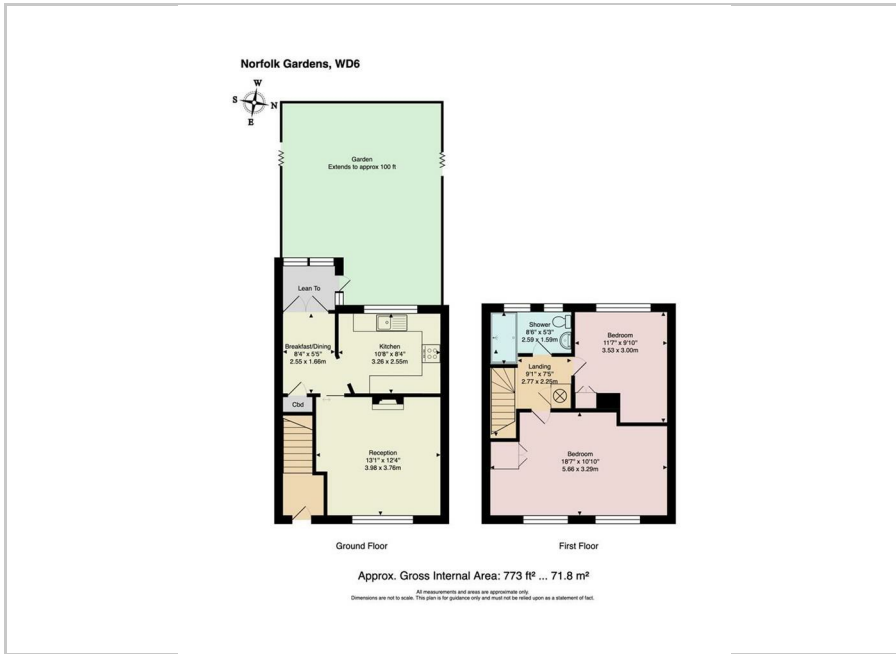 Norfolk Gardens, WD6
W
S
N
E
Garden
Extends to approx 100 ft
Lean To
Breakfast/Dining
8'4" x 5'5"
2.55 x 1.66m
Kitchen
10'8" x 8'4"
3.26 x 2.55m
Cbd
Reception
13'1" x 12'4"
3.98 x 3.76m
Ground Floor
Shower
8'6" x 5'3"
2.59 x 1.59m
Bedroom
11'7" x 9'10"
3.53 x 3.00m
Landing
9'1" x 7'5"
2.77 x 2.25m
Bedroom
18'7" x 10'10"
5.66 x 3.29m
First Floor
Approx. Gross Internal Area: 773 ft² ... 71.8 m²
All measurements and areas are approximate only.
Dimensions are not to scale. This plan is for guidance only and must not be relied upon as a statement of fact.